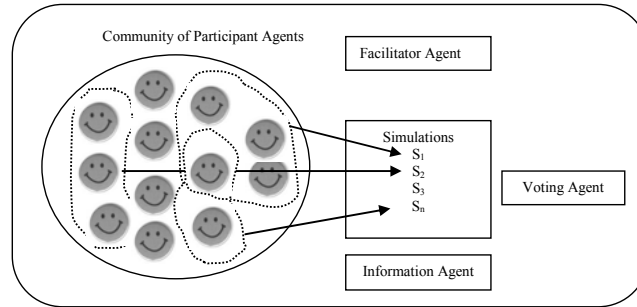 Community of Participant Agents
Facilitator Agent
Simulations
S₁
S₂
S₃
Sₙ
Voting Agent
Information Agent